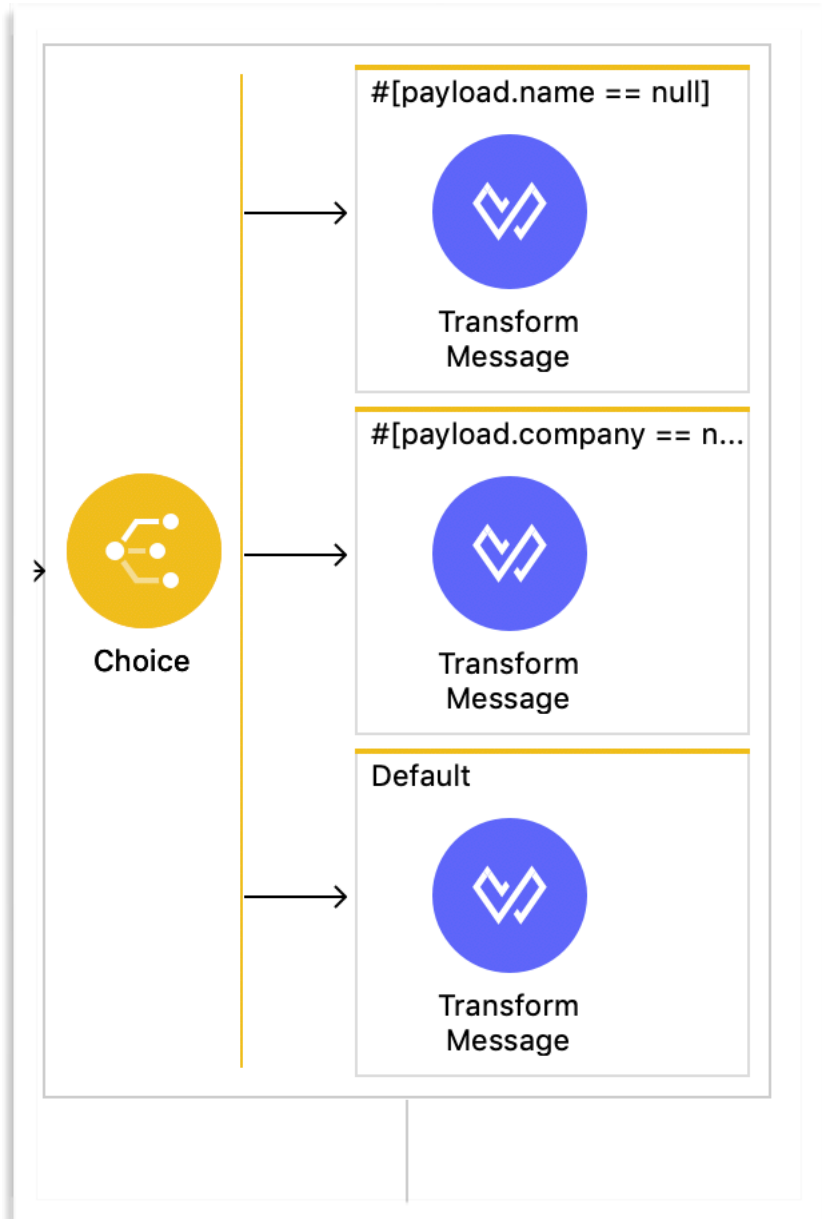 #[payload.name == null]
Transform
Message
#[payload.company == n...
Choice
Transform
Message
Default
Transform
Message